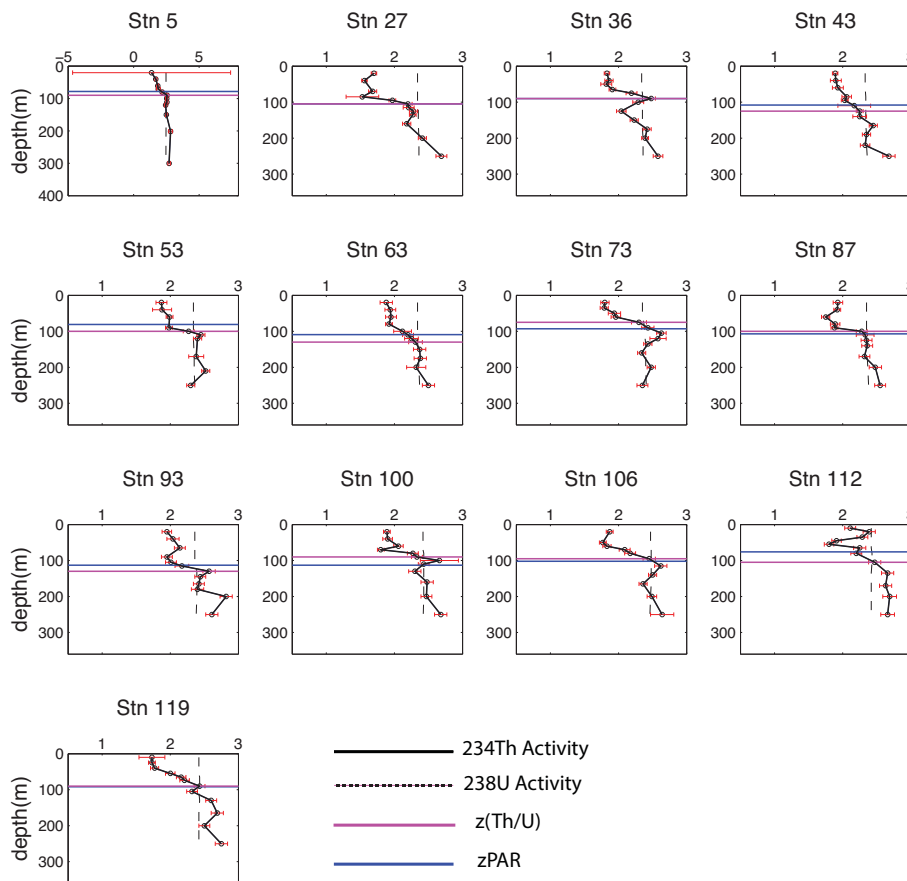 Stn 5 Stn 27 Stn 36 Stn 43
−5 0 5 1 2 3 1 2 3 1 2 3
0 0 0 0
100 100 100 100
200 200 200 200
300 300 300 300
400
depth(m)
Stn 53 Stn 63 Stn 73 Stn 87
1 2 3 1 2 3 1 2 3 1 2 3
0 0 0 0
100 100 100 100
200 200 200 200
300 300 300 300
depth(m)
Stn 93 Stn 100 Stn 106 Stn 112
1 2 3 1 2 3 1 2 3 1 2 3
0 0 0 0
100 100 100 100
200 200 200 200
300 300 300 300
depth(m)
Stn 119
1 2 3
0
100
200
300
depth(m)
234Th Activity
238U Activity
z(Th/U)
zPAR